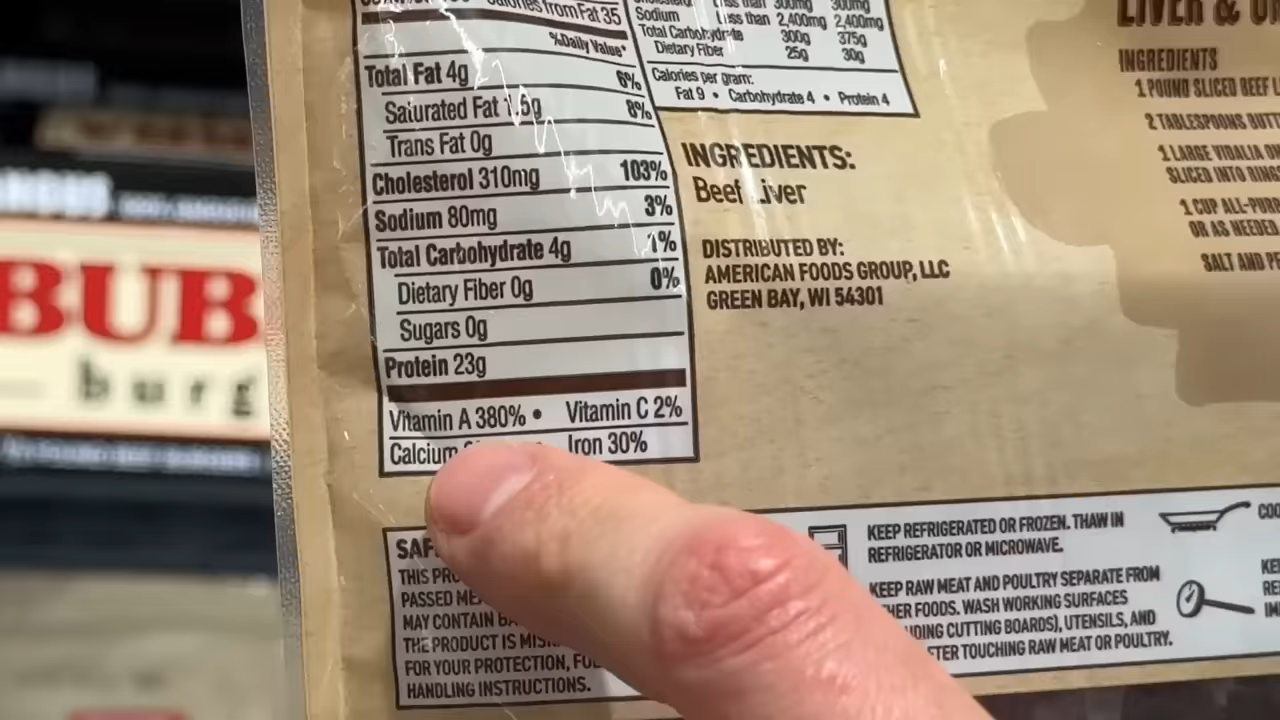 Calories from Fat 35
%Daily Value*
Total Fat 4g 6%
Saturated Fat 1.5g 8%
Trans Fat 0g
Cholesterol 310mg 103%
Sodium 80mg 3%
Total Carbohydrate 4g 1%
Dietary Fiber 0g 0%
Sugars 0g
Protein 23g
Vitamin A 380% • Vitamin C 2%
Calcium Iron 30%
Less than 300mg 300mg
Sodium Less than 2,400mg 2,400mg
Total Carbohydrate 300g 375g
Dietary Fiber 25g 30g
Calories per gram:
Fat 9 • Carbohydrate 4 • Protein 4
INGREDIENTS:
Beef Liver
DISTRIBUTED BY:
AMERICAN FOODS GROUP, LLC
GREEN BAY, WI 54301
LIVER &
INGREDIENTS
1 POUND SLICED BEEF
2 TABLESPOONS
1 LARGE VIDALIA
SLICED INTO
1 CUP
OR AS NEEDED
SALT AND
THIS
PASSED
MAY CONTAIN
THE PRODUCT IS
FOR YOUR PROTECTION,
HANDLING INSTRUCTIONS.
KEEP REFRIGERATED OR FROZEN. THAW IN
REFRIGERATOR OR MICROWAVE.
KEEP RAW MEAT AND POULTRY SEPARATE FROM
FOODS. WASH WORKING SURFACES
CUTTING BOARDS), UTENSILS, AND
TOUCHING RAW MEAT OR POULTRY.
BUB
burg